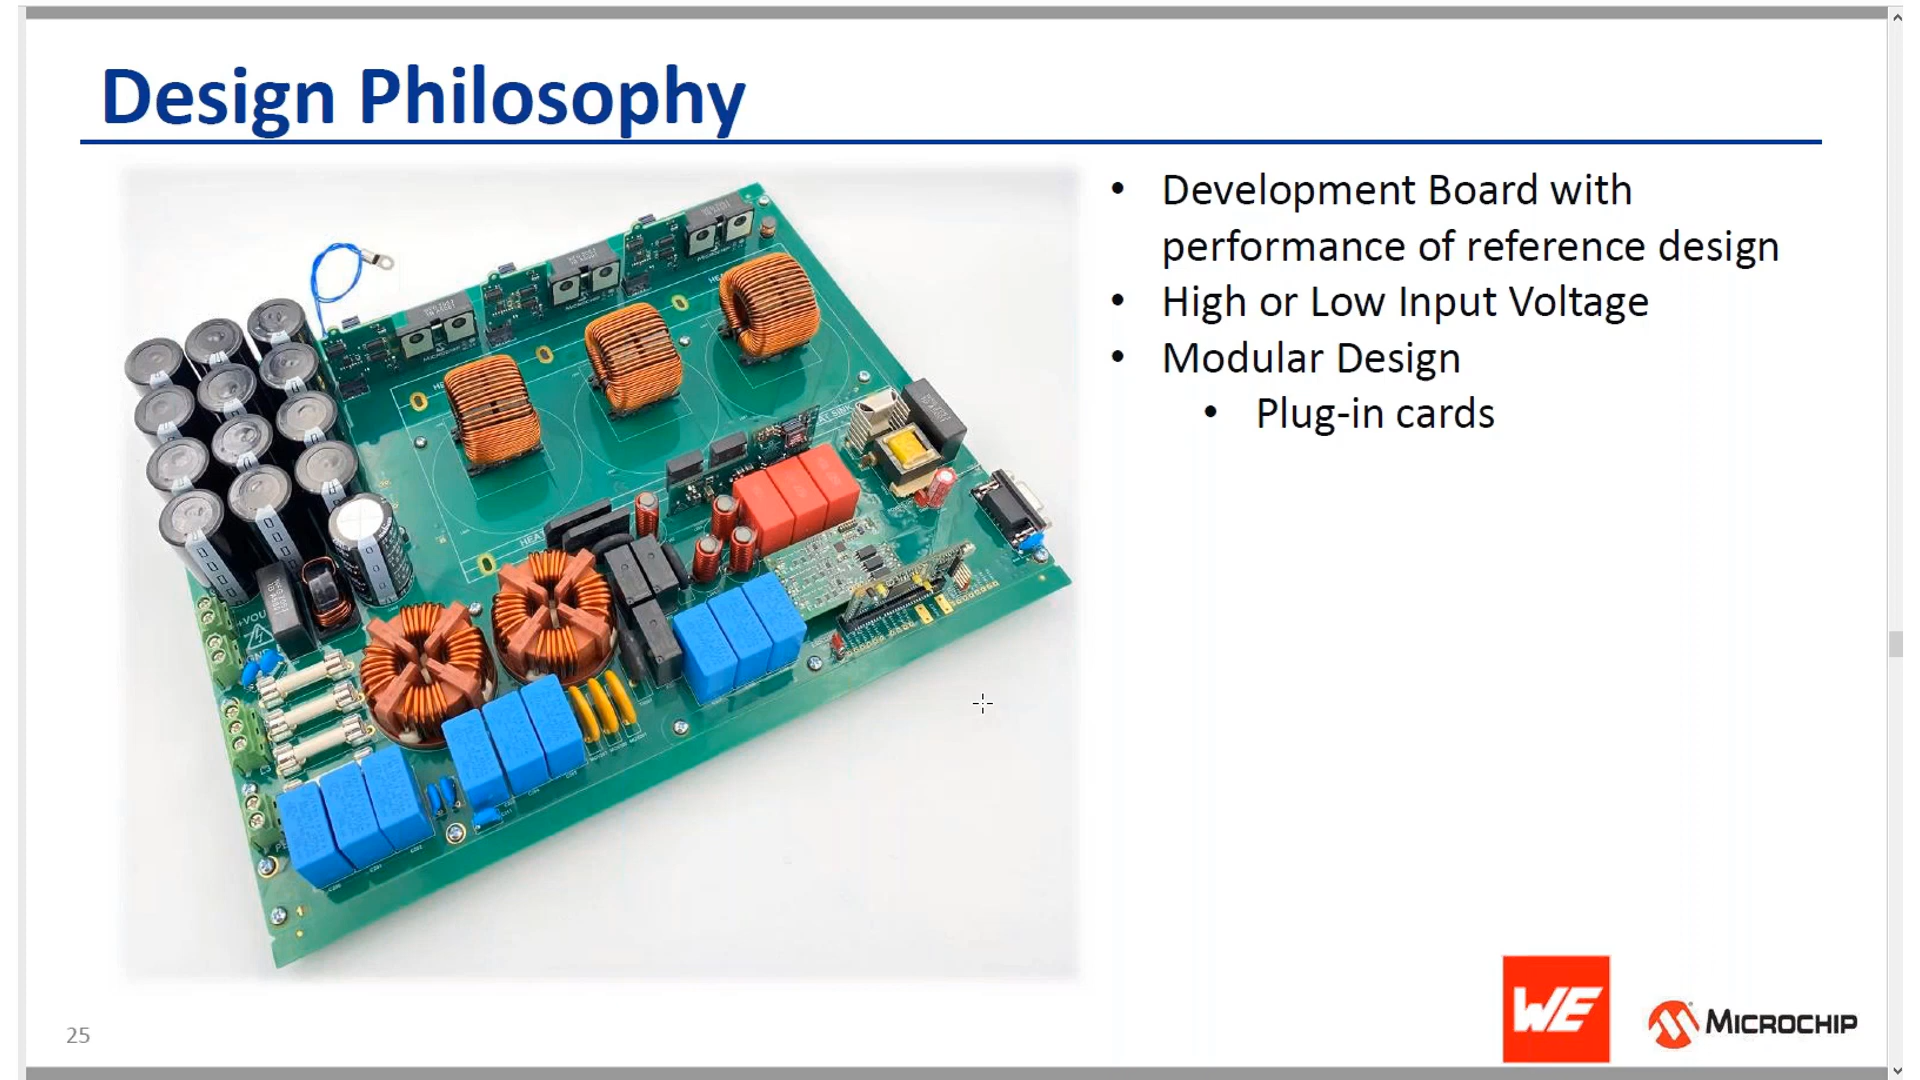 Design Philosophy
• Development Board with
performance of reference design
• High or Low Input Voltage
• Modular Design
• Plug-in cards
+VOU
25
WE
MICROCHIP